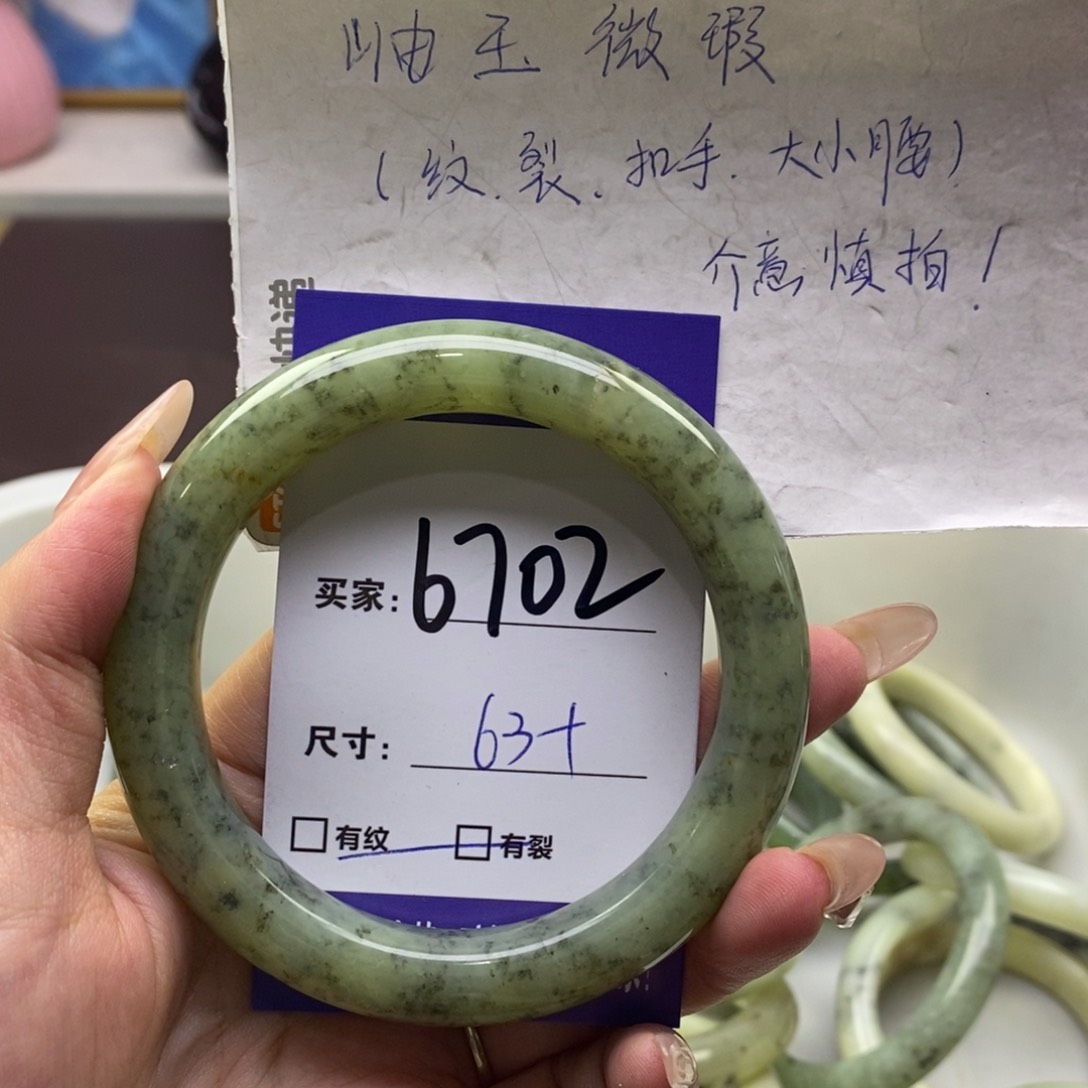 岫玉微瑕
(纹.裂.扣手.大小腰)
介意慎拍!
买家: 6702
尺寸: 63+
有纹 有裂